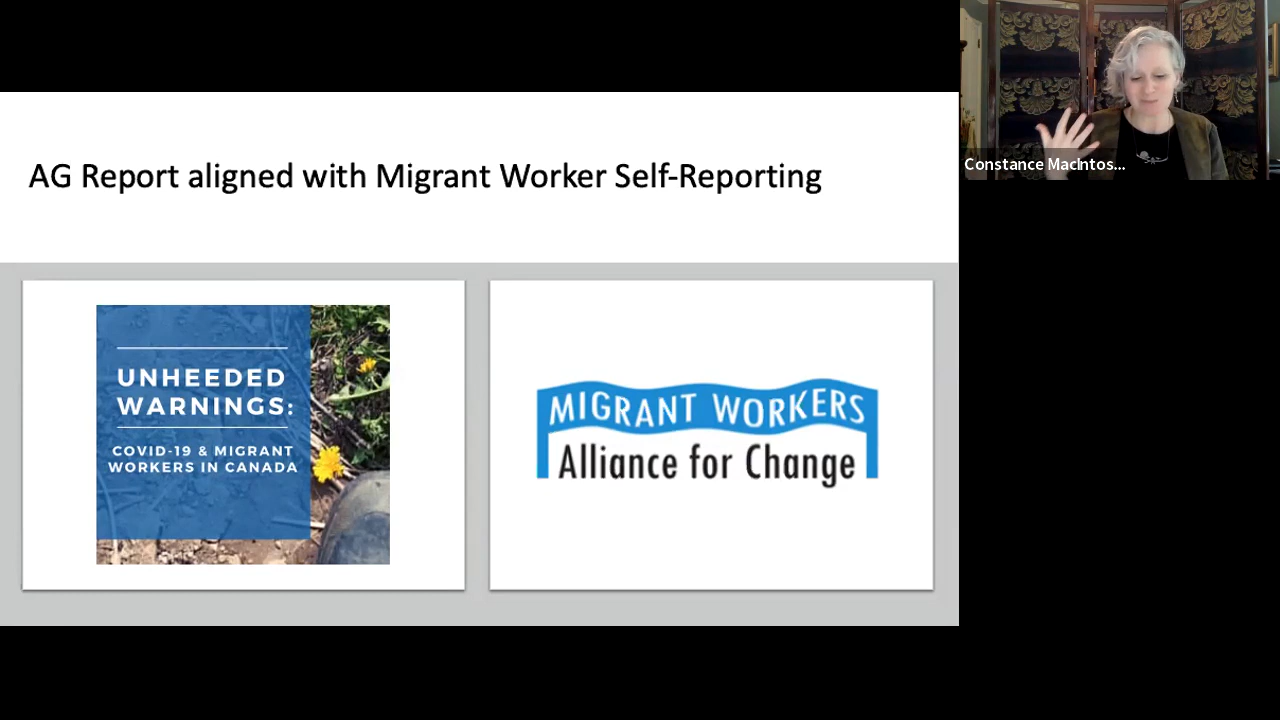 AG Report aligned with Migrant Worker Self-Reporting
UNHEEDED
WARNINGS:
COVID-19 & MIGRANT
WORKERS IN CANADA
MIGRANT WORKERS
Alliance for Change
Constance MacIntos...